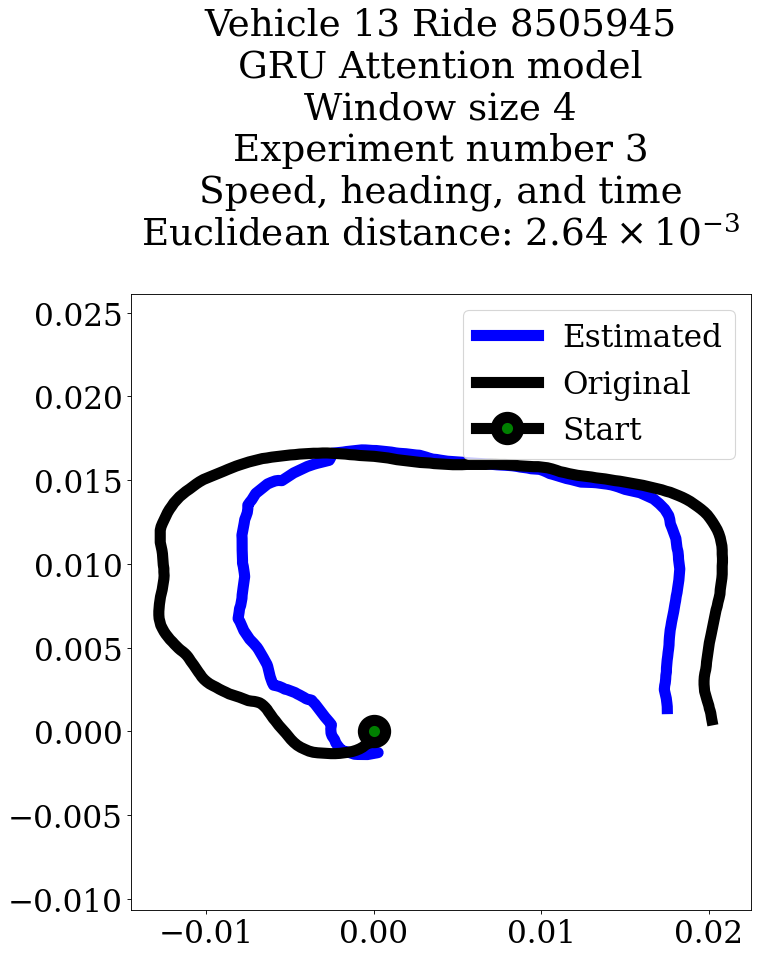 Vehicle 13 Ride 8505945
GRU Attention model
Window size 4
Experiment number 3
Speed, heading, and time
Euclidean distance: 2.64 × 10⁻³
Estimated
Original
Start
0.025
0.020
0.015
0.010
0.005
0.000
−0.005
−0.010
−0.01 0.00 0.01 0.02